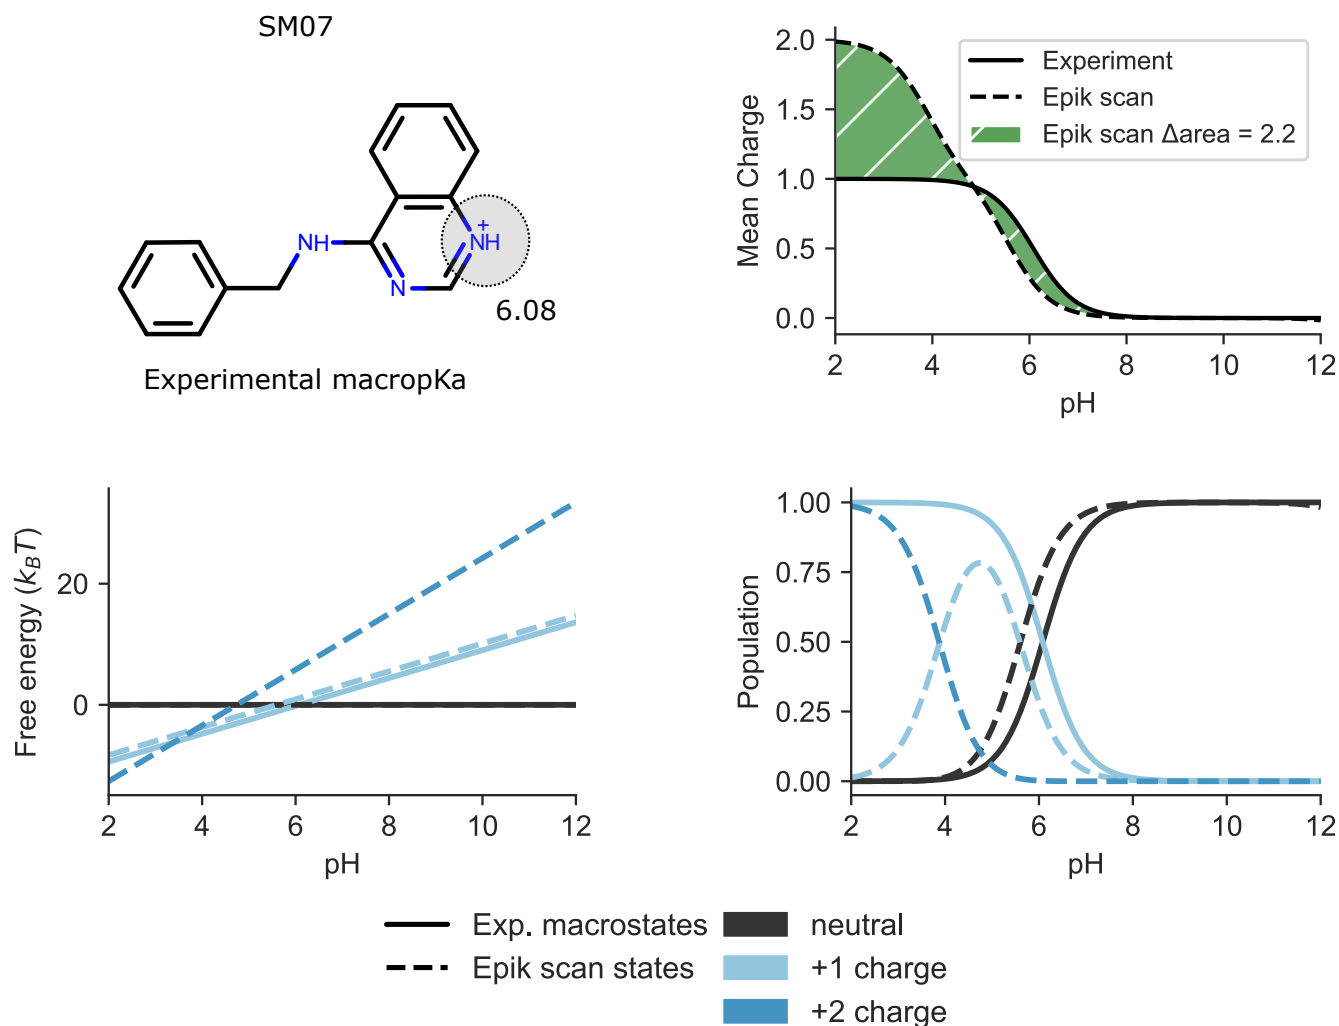 SM07
NH
N
+
NH
6.08
Experimental macropKa
2.0
1.5
1.0
0.5
0.0
Mean Charge
Experiment
Epik scan
Epik scan Δarea = 2.2
2 4 6 8 10 12
pH
20
0
Free energy (k_BT)
2 4 6 8 10 12
pH
1.00
0.75
0.50
0.25
0.00
Population
2 4 6 8 10 12
pH
Exp. macrostates
Epik scan states
neutral
+1 charge
+2 charge